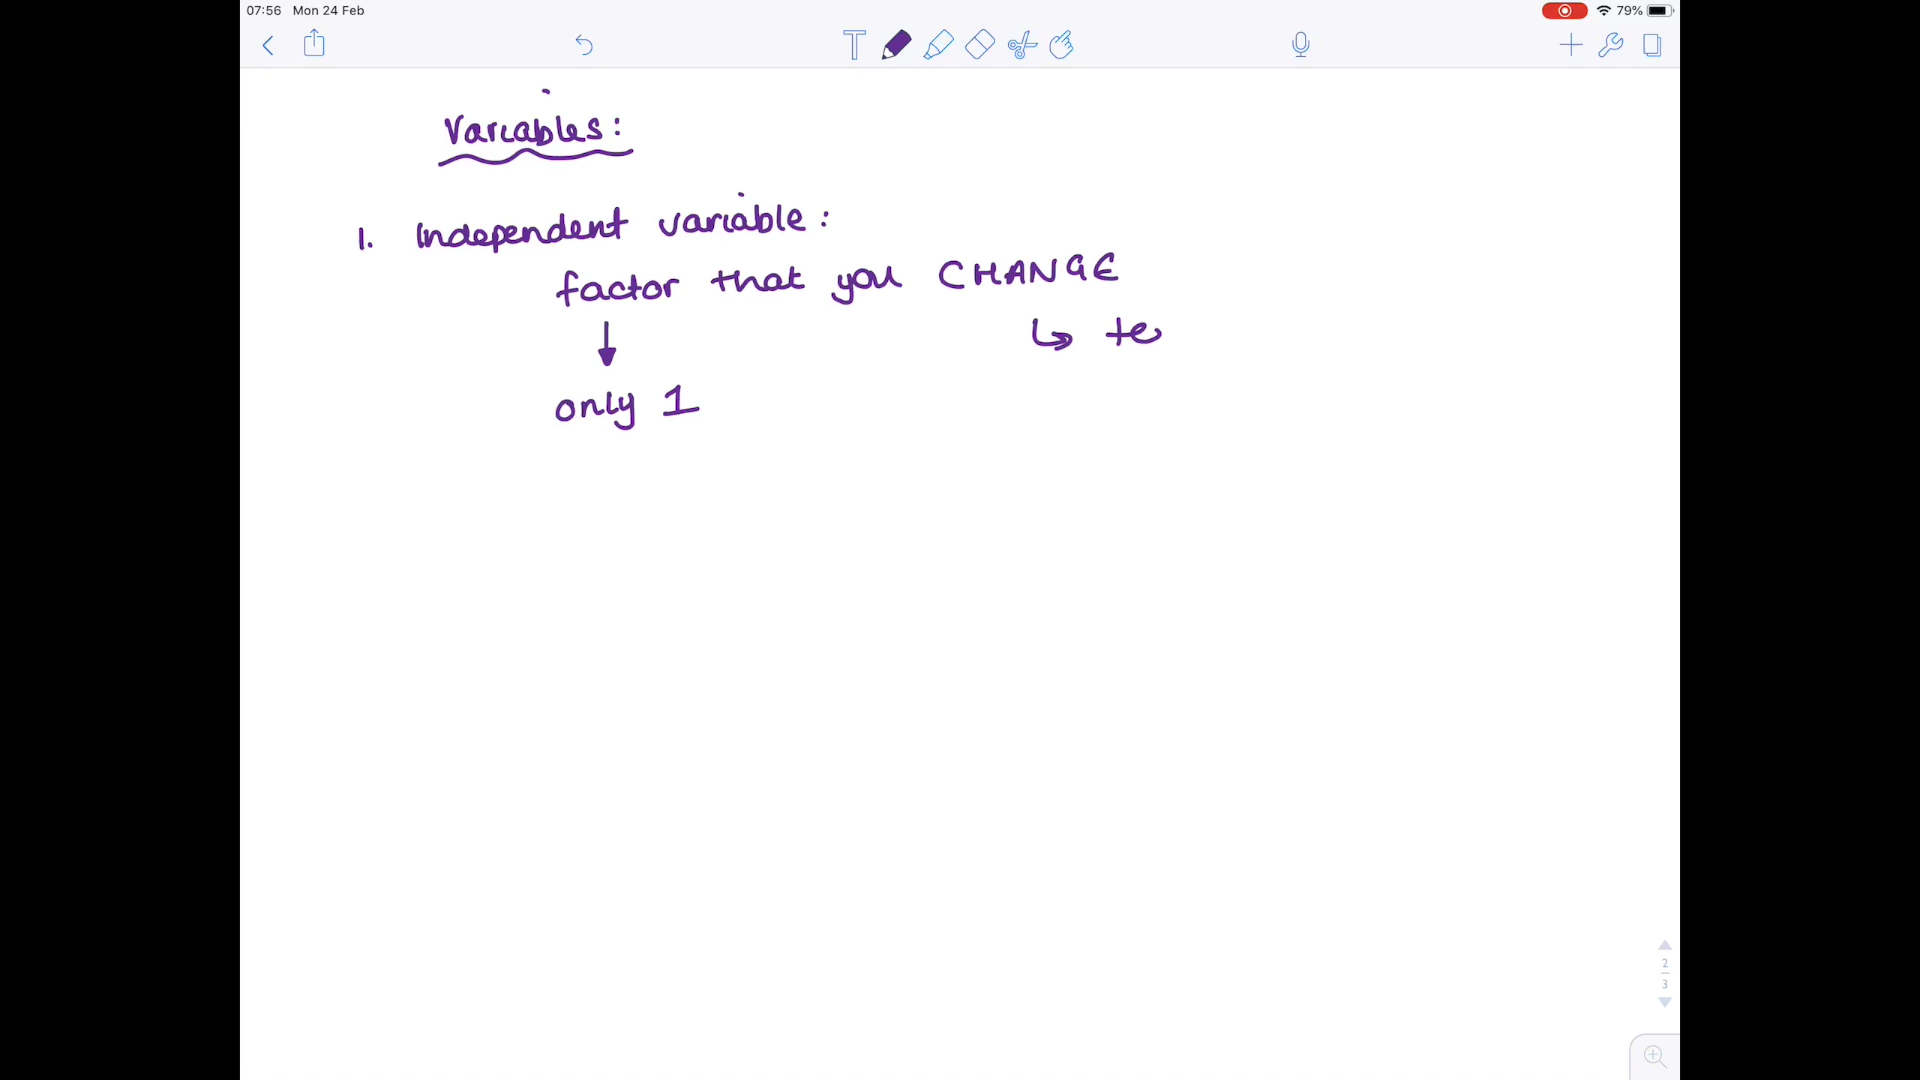 07:56 Mon 24 Feb
79%
T
Variables:
1. Independent variable:
factor that you CHANGE
↳ te
↓
only 1
2
3